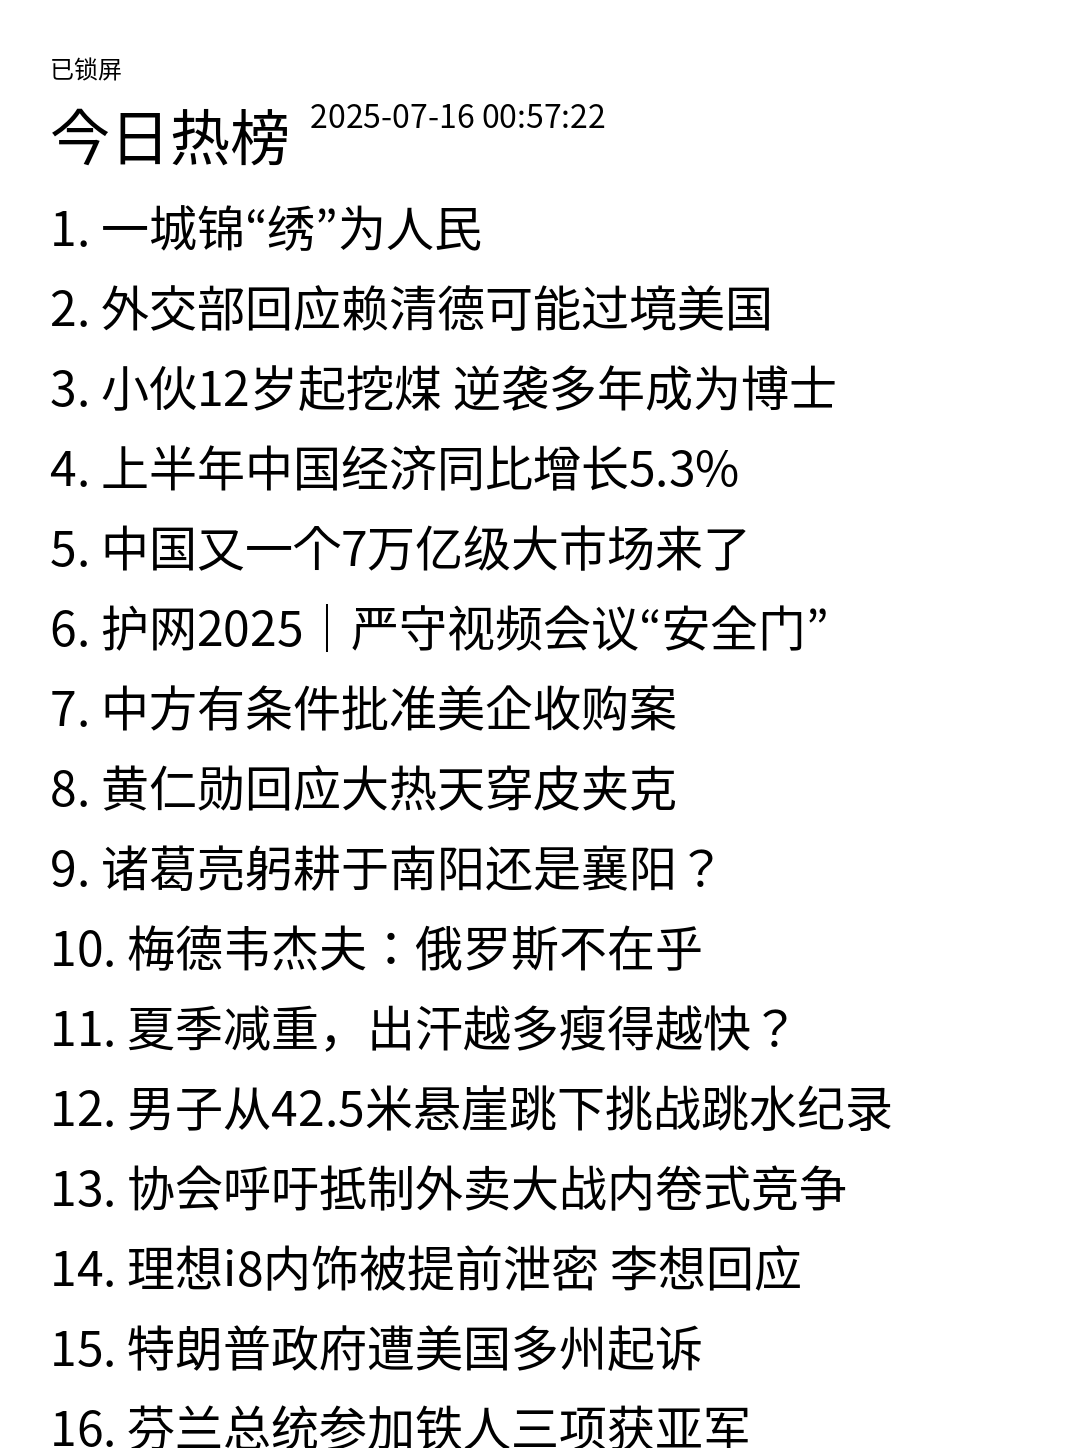 已锁屏
今日热榜 2025-07-16 00:57:22
1. 一城锦“绣”为人民
2. 外交部回应赖清德可能过境美国
3. 小伙12岁起挖煤 逆袭多年成为博士
4. 上半年中国经济同比增长5.3%
5. 中国又一个7万亿级大市场来了
6. 护网2025｜严守视频会议“安全门”
7. 中方有条件批准美企收购案
8. 黄仁勋回应大热天穿皮夹克
9. 诸葛亮躬耕于南阳还是襄阳？
10. 梅德韦杰夫：俄罗斯不在乎
11. 夏季减重，出汗越多瘦得越快？
12. 男子从42.5米悬崖跳下挑战跳水纪录
13. 协会呼吁抵制外卖大战内卷式竞争
14. 理想i8内饰被提前泄密 李想回应
15. 特朗普政府遭美国多州起诉
16. 芬兰总统参加铁人三项获亚军